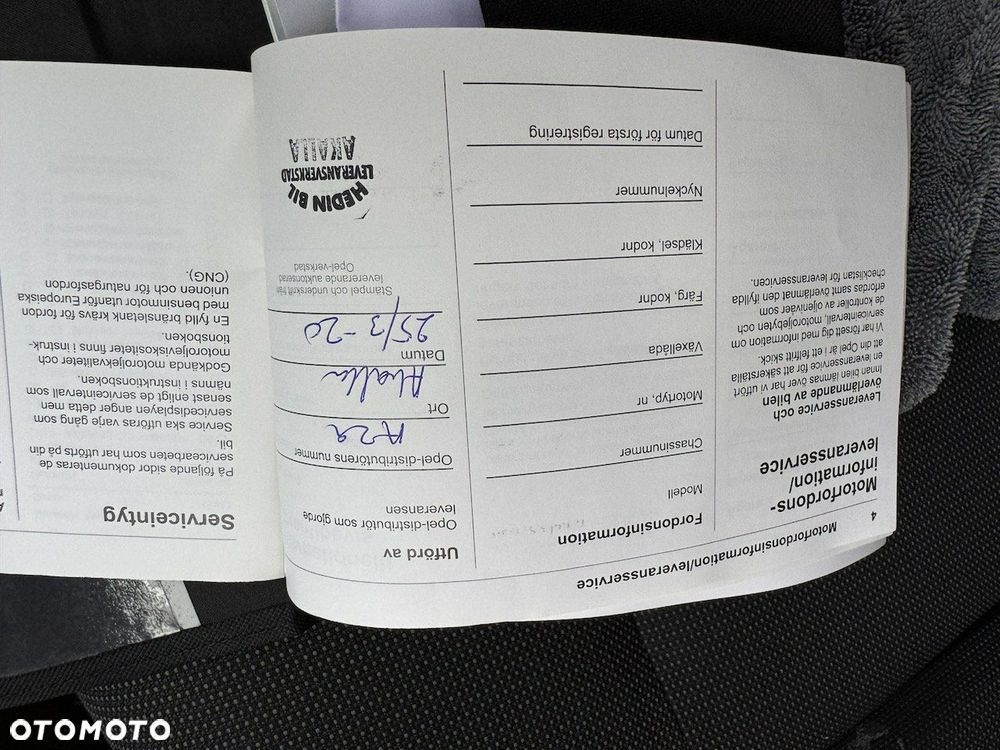 Motorfordonsinformation/leveransservice
4
Motorfordons-
information/
leveransservice
Leveransservice och
överlämnande av bilen
Innan bilen lämnas över har vi utfört
en leveransservice för att säkerställa
att Opel din är i ett felfritt skick.
Vi har försett dig med information om
serviceintervall, motoroljebyten och
de kontroller av oljenivåer som
erfordras samt överlämnat den ifyllda
checklistan för leveransservicen.
Fordonsinformation
Modell
Chassinummer
Motortyp, nr
Växellåda
Färg, kodnr
Klädsel, kodnr
Nyckelnummer
Datum för första registrering
Utförd av
Opel-distributör som gjorde
leveransen
Opel-distributörens nummer
A2a
Ort
Akalla
Datum
25/3-20
Stämpel och underskrift från
levererande auktoriserad
Opel-verkstad
HEDIN BIL
LEVERANSVERKSTAD
AKALLA
Serviceintyg
På följande sidor dokumenteras de
servicearbeten som har utförts på din
bil.
Service ska utföras varje gång som
servicedisplayen anger detta men
senast enligt de serviceintervall som
nämns i instruktionsboken.
Godkända motoroljekvaliteter och
motoroljeviskositeter finns i instruk-
tionsboken.
En fylld bränsletank krävs för fordon
med bensinmotor utanför Europeiska
unionen och för naturgasfordon
(CNG).
OTOMOTO